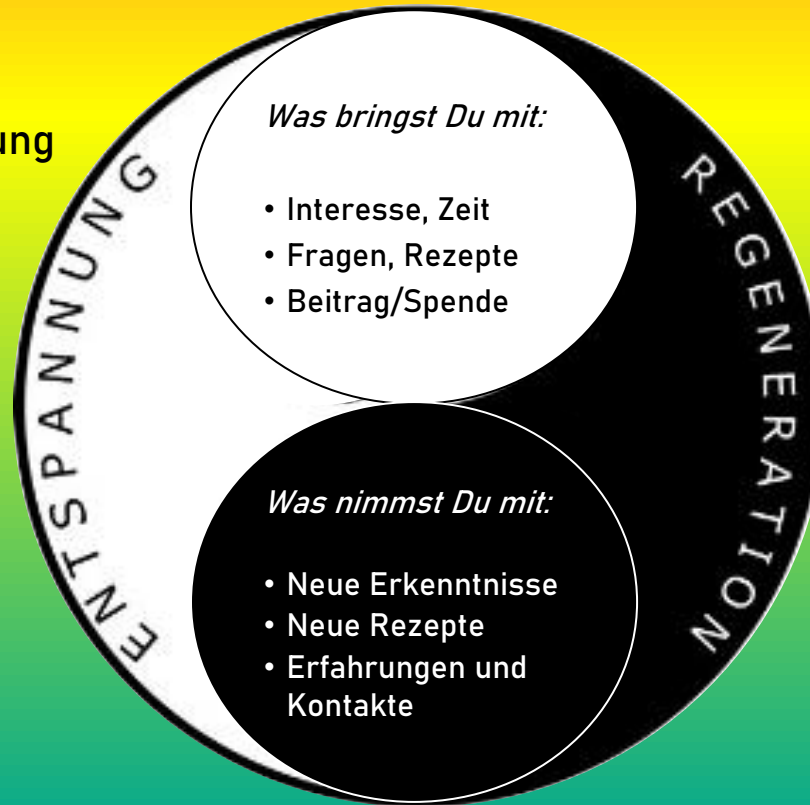 ung
ENTSPANNUNG
Was bringst Du mit:
• Interesse, Zeit
• Fragen, Rezepte
• Beitrag/Spende
REGENERATION
Was nimmst Du mit:
• Neue Erkenntnisse
• Neue Rezepte
• Erfahrungen und
Kontakte